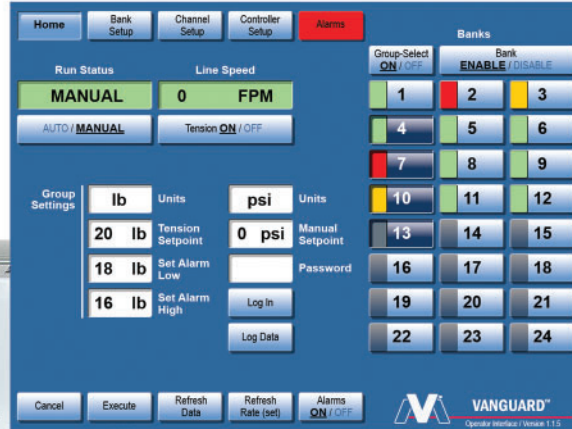 Home
Bank
Setup
Channel
Setup
Controller
Setup
Alarms
Banks
Group-Select
ON / OFF
Bank
ENABLE / DISABLE
Run Status
Line Speed
MANUAL
0 FPM
AUTO / MANUAL
Tension ON / OFF
1 2 3
4 5 6
7 8 9
10 11 12
13 14 15
16 17 18
19 20 21
22 23 24
Group
Settings
lb Units
psi Units
20 lb Tension
Setpoint
0 psi Manual
Setpoint
18 lb Set Alarm
Low
Password
16 lb Set Alarm
High
Log In
Log Data
Cancel
Execute
Refresh
Data
Refresh
Rate (set)
Alarms
ON / OFF
VANGUARD™
Operator Interface / Version 1.1.5